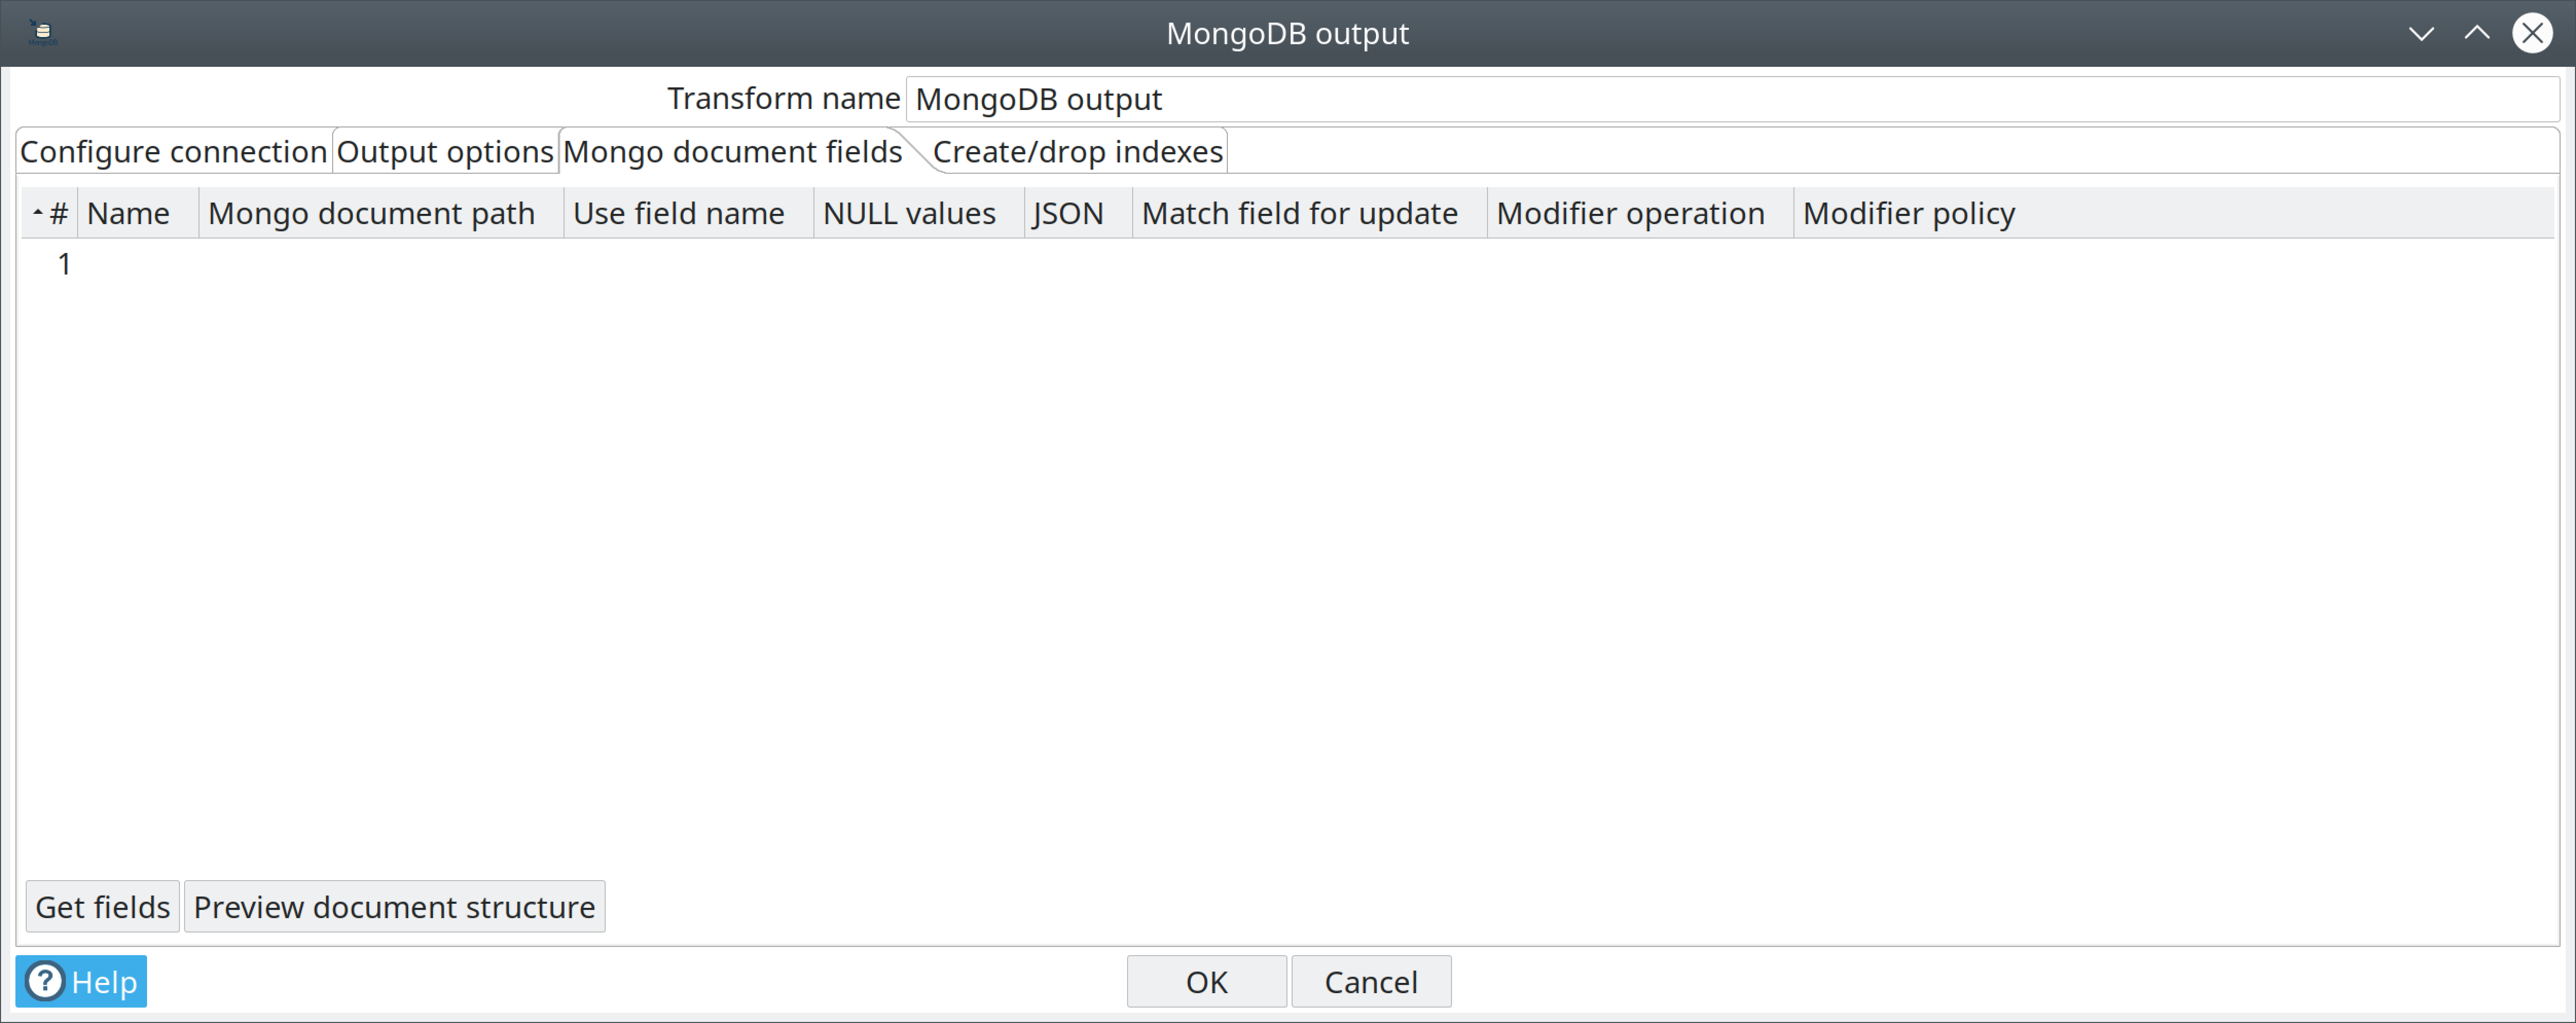 MongoDB output
MongoDB
Transform name MongoDB output
Configure connection Output options Mongo document fields Create/drop indexes
# Name Mongo document path Use field name NULL values JSON Match field for update Modifier operation Modifier policy
1
Get fields Preview document structure
? Help OK Cancel